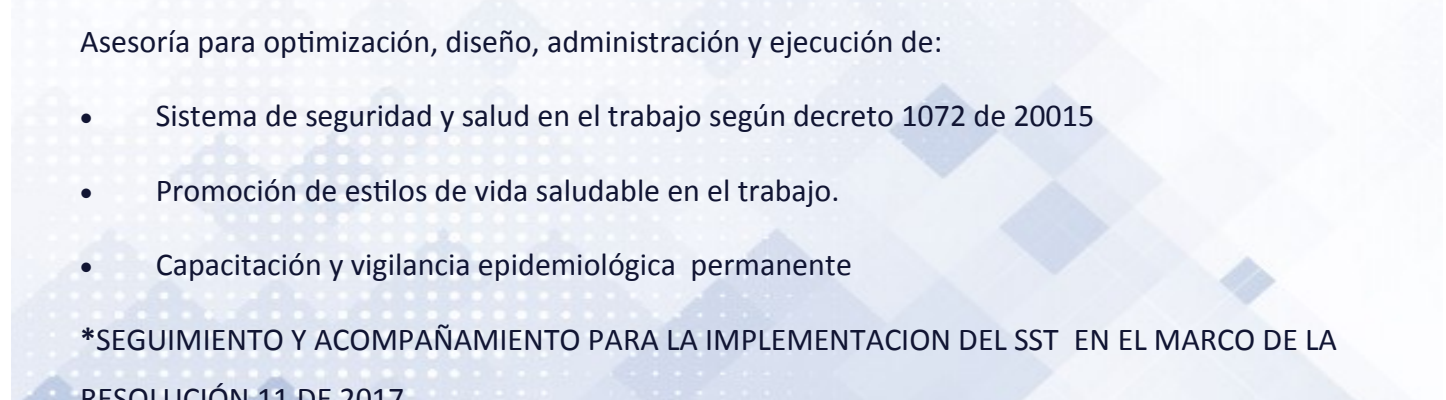 Asesoría para optimización, diseño, administración y ejecución de:
• Sistema de seguridad y salud en el trabajo según decreto 1072 de 20015
• Promoción de estilos de vida saludable en el trabajo.
• Capacitación y vigilancia epidemiológica  permanente
*SEGUIMIENTO Y ACOMPAÑAMIENTO PARA LA IMPLEMENTACION DEL SST  EN EL MARCO DE LA
RESOLUCIÓN 11 DE 2017